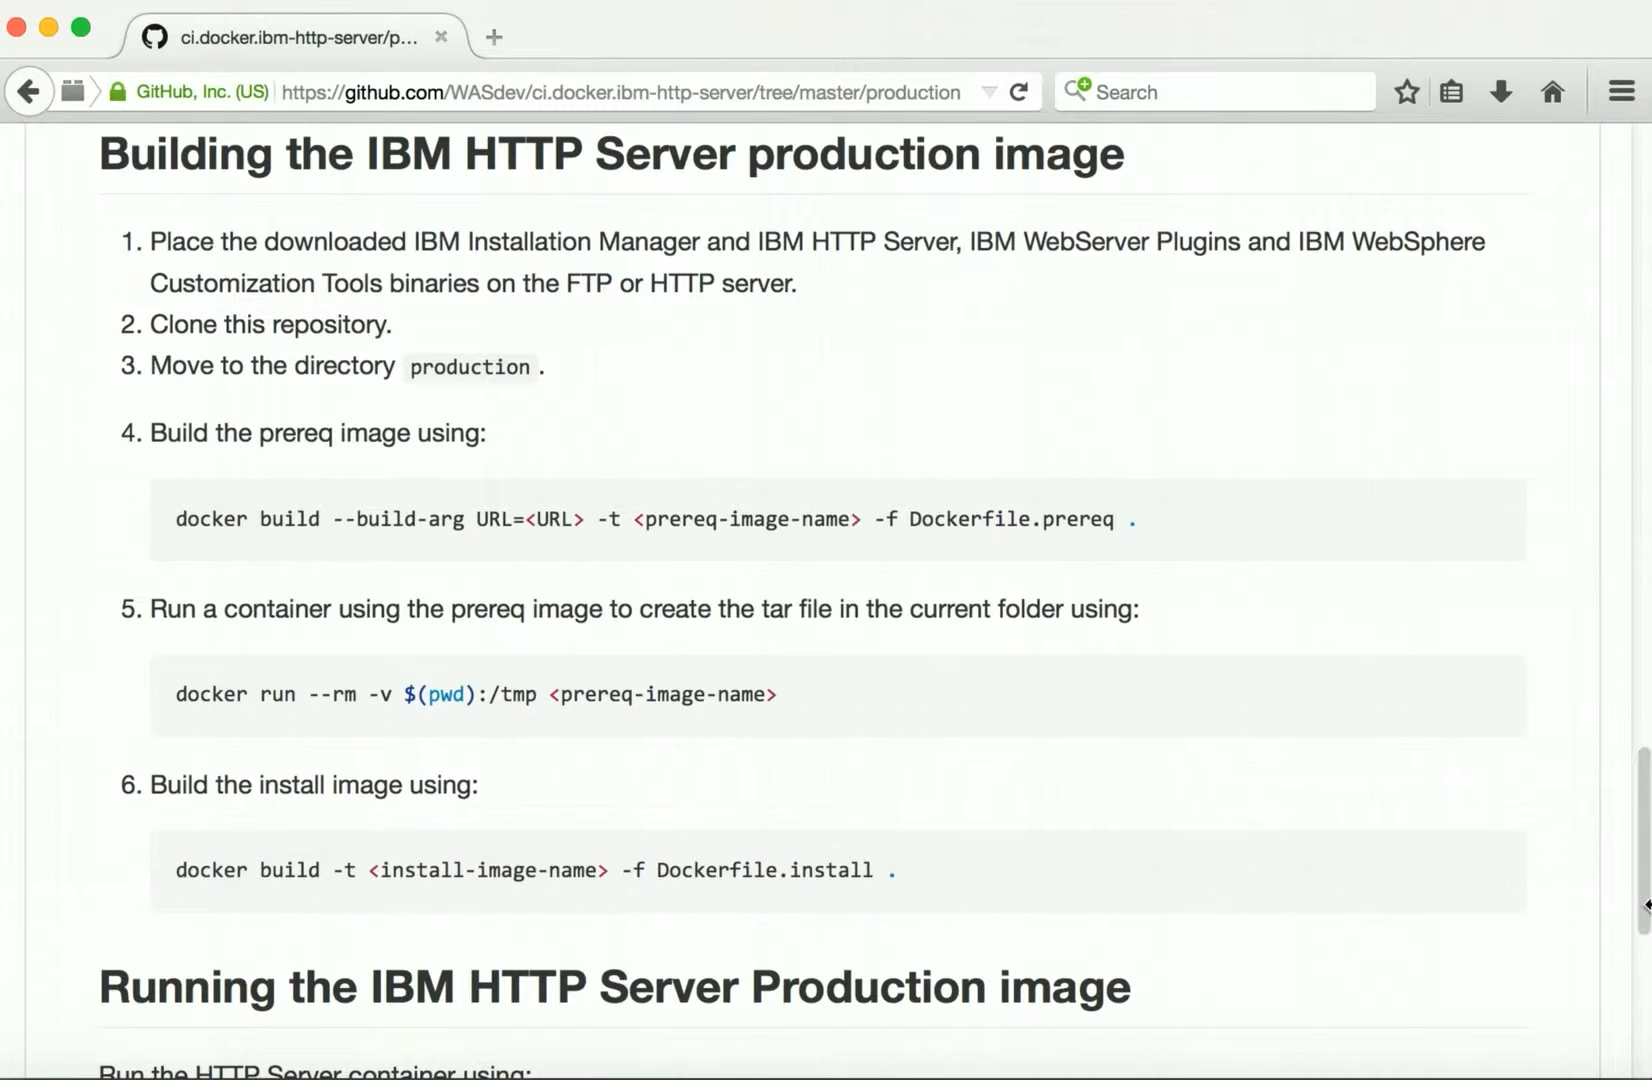 ci.docker.ibm-http-server/p...
GitHub, Inc. (US) https://github.com/WASdev/ci.docker.ibm-http-server/tree/master/production Search
Building the IBM HTTP Server production image
1. Place the downloaded IBM Installation Manager and IBM HTTP Server, IBM WebServer Plugins and IBM WebSphere
Customization Tools binaries on the FTP or HTTP server.
2. Clone this repository.
3. Move to the directory production .
4. Build the prereq image using:
docker build --build-arg URL=<URL> -t <prereq-image-name> -f Dockerfile.prereq .
5. Run a container using the prereq image to create the tar file in the current folder using:
docker run --rm -v $(pwd):/tmp <prereq-image-name>
6. Build the install image using:
docker build -t <install-image-name> -f Dockerfile.install .
Running the IBM HTTP Server Production image
Run the HTTP Server container using: